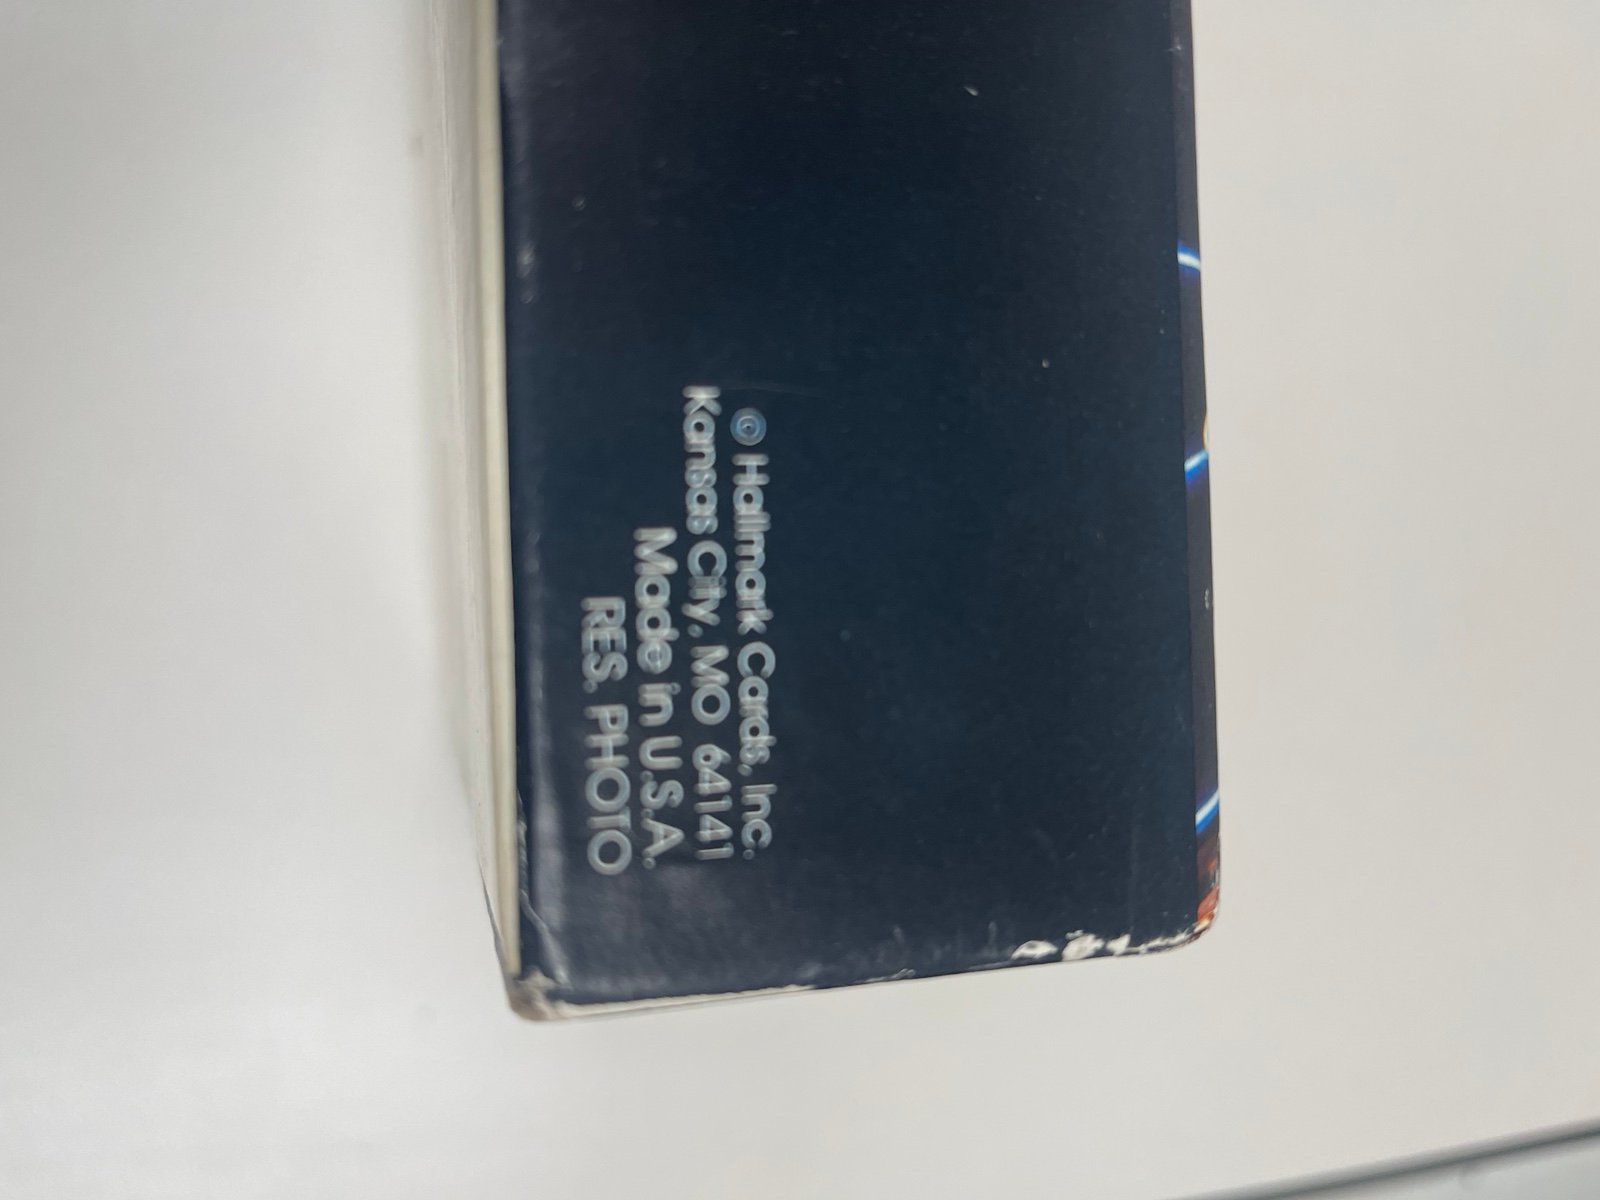 © Hallmark Cards, Inc.
Kansas City, MO 64141
Made in U.S.A.
RES. PHOTO